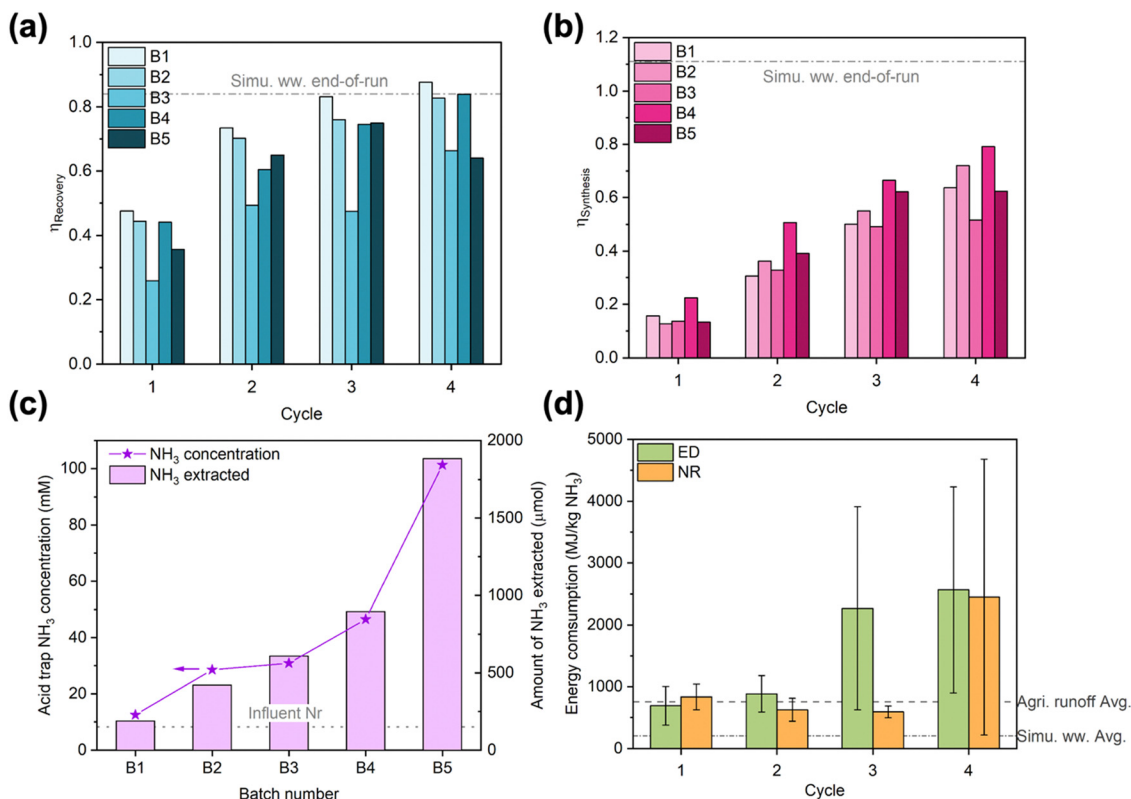 (a)
1.0
0.8
0.6
0.4
0.2
0.0
ηRecovery
B1
B2
B3
B4
B5
Simu. ww. end-of-run
1 2 3 4
Cycle
(b)
1.2
1.0
0.8
0.6
0.4
0.2
0.0
ηSynthesis
B1
B2
B3
B4
B5
Simu. ww. end-of-run
1 2 3 4
Cycle
(c)
100
80
60
40
20
0
Acid trap NH₃ concentration (mM)
NH₃ concentration
NH₃ extracted
Influent Nr
2000
1500
1000
500
0
Amount of NH₃ extracted (μmol)
B1 B2 B3 B4 B5
Batch number
(d)
5000
4000
3000
2000
1000
0
Energy comsumption (MJ/kg NH₃)
ED
NR
Agri. runoff Avg.
Simu. ww. Avg.
1 2 3 4
Cycle